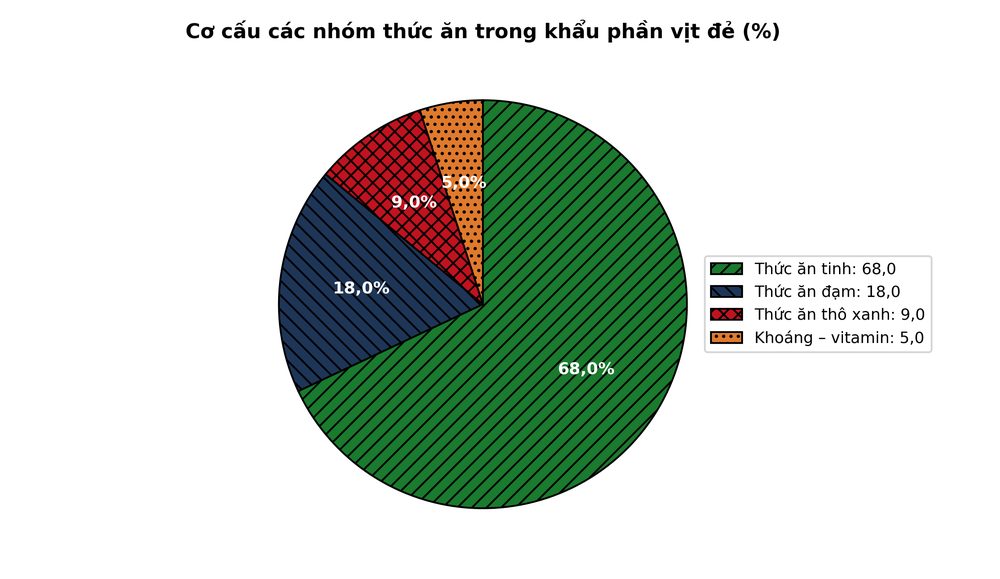 Cơ cấu các nhóm thức ăn trong khẩu phần vịt đẻ (%)
5,0%
9,0%
18,0%
68,0%
Thức ăn tinh: 68,0
Thức ăn đạm: 18,0
Thức ăn thô xanh: 9,0
Khoáng – vitamin: 5,0